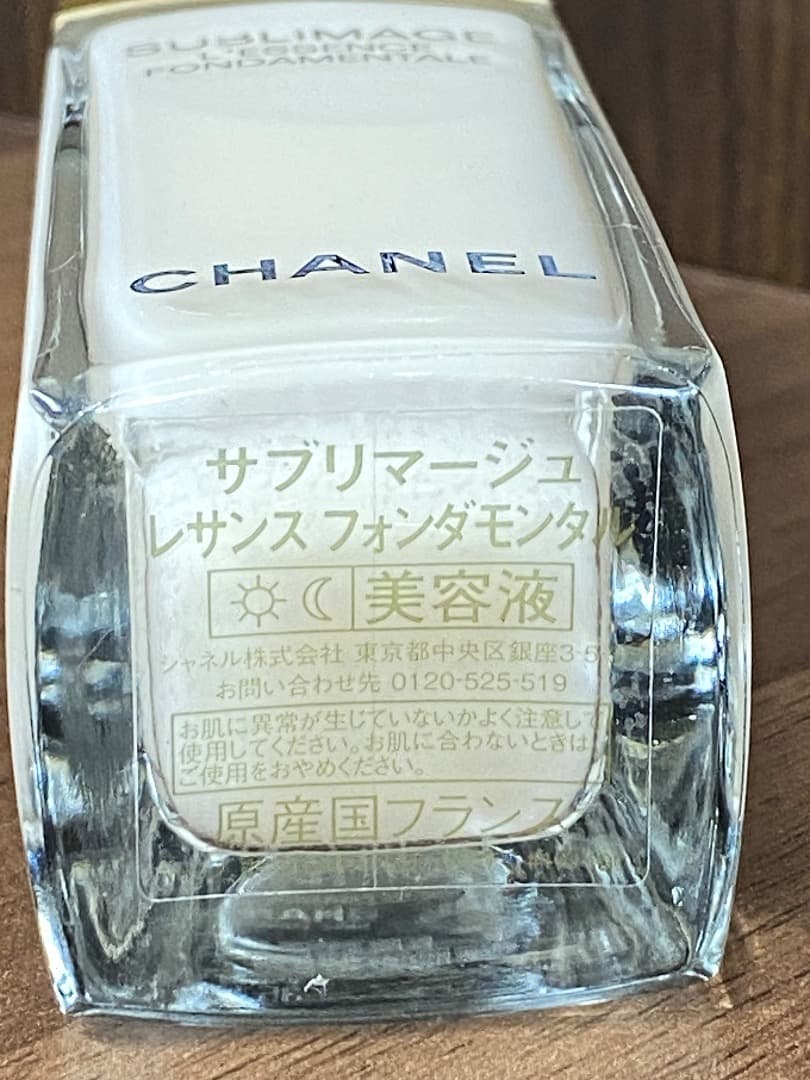 SUBLIMAGE
L'ESSENCE
FONDAMENTALE
CHANEL
サブリマージュ
レサンス フォンダモンタル
美容液
シャネル株式会社 東京都中央区銀座3-5
お問い合わせ先 0120-525-519
お肌に異常が生じていないかよく注意して
使用してください。お肌に合わないときは
ご使用をおやめください。
原産国フランス